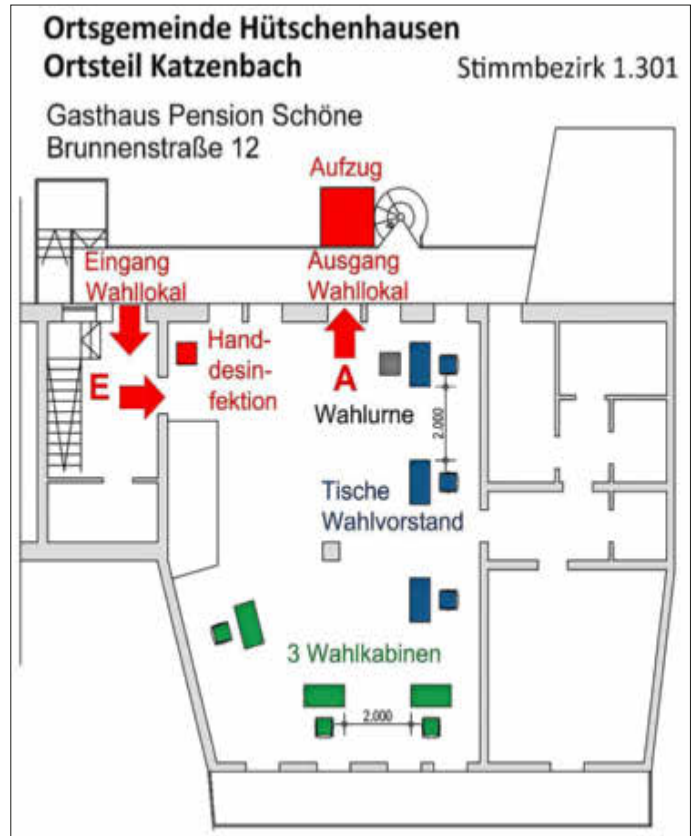 Ortsgemeinde Hütschenhausen
Ortsteil Katzenbach
Stimmbezirk 1.301
Gasthaus Pension Schöne
Brunnenstraße 12
Aufzug
Eingang
Wahllokal
Ausgang
Wahllokal
Hand-
desin-
fektion
E
A
Wahlurne
2.000
Tische
Wahlvorstand
3 Wahlkabinen
2.000